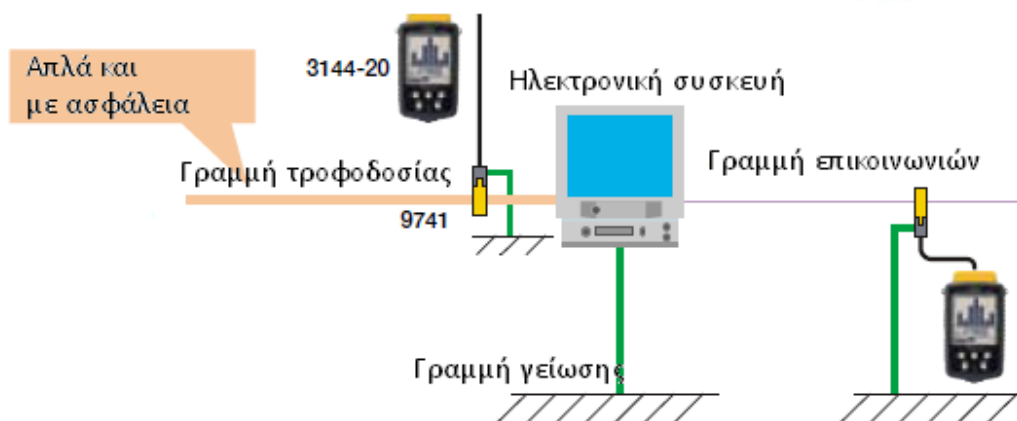 Απλά και
με ασφάλεια
3144-20
Ηλεκτρονική συσκευή
Γραμμή τροφοδοσίας
Γραμμή επικοινωνιών
9741
Γραμμή γείωσης